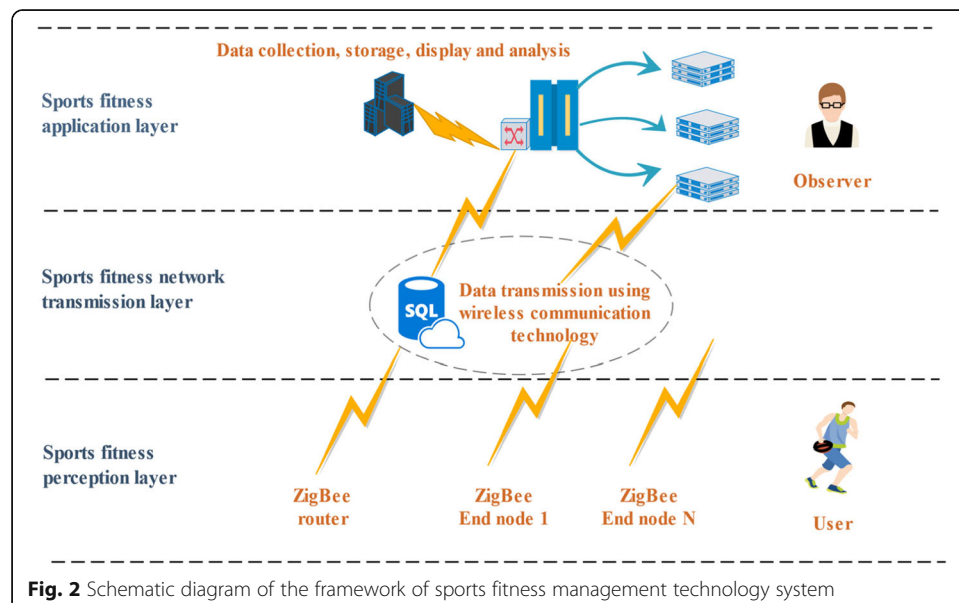 Data collection, storage, display and analysis
Sports fitness
application layer
Observer
Sports fitness network
transmission layer
SQL
Data transmission using
wireless communication
technology
Sports fitness
perception layer
ZigBee
router
ZigBee
End node 1
ZigBee
End node N
User
Fig. 2 Schematic diagram of the framework of sports fitness management technology system